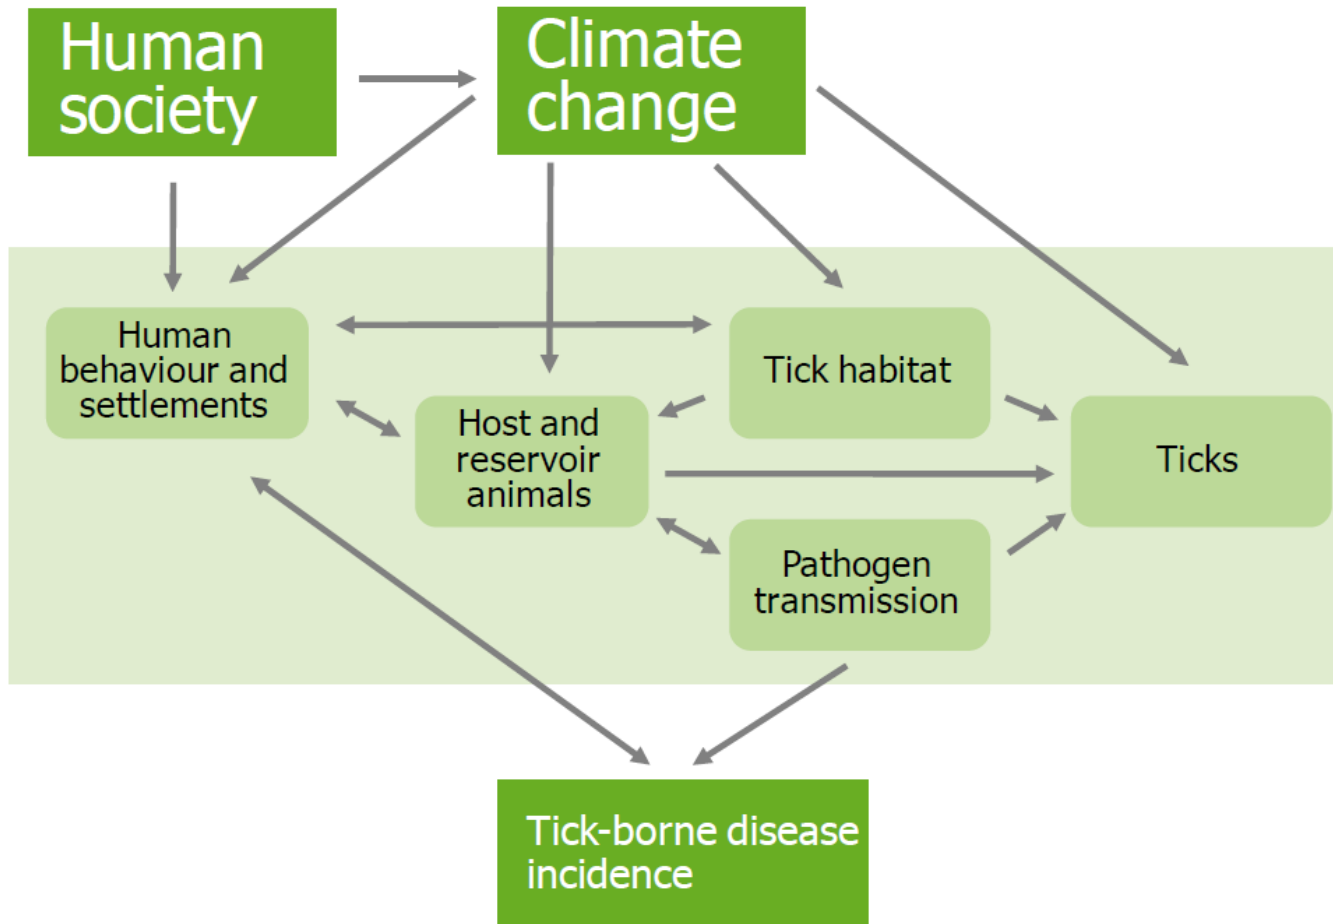 Human
society
Climate
change
Human
behaviour and
settlements
Tick habitat
Host and
reservoir
animals
Ticks
Pathogen
transmission
Tick-borne disease
incidence